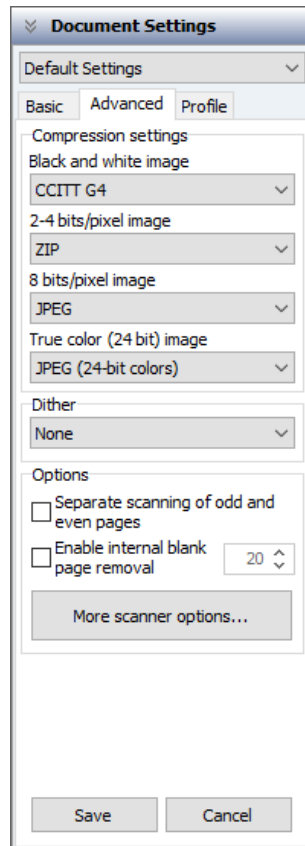 Document Settings
Default Settings
Basic Advanced Profile
Compression settings
Black and white image
CCITT G4
2-4 bits/pixel image
ZIP
8 bits/pixel image
JPEG
True color (24 bit) image
JPEG (24-bit colors)
Dither
None
Options
Separate scanning of odd and
even pages
Enable internal blank
page removal
20
More scanner options...
Save Cancel